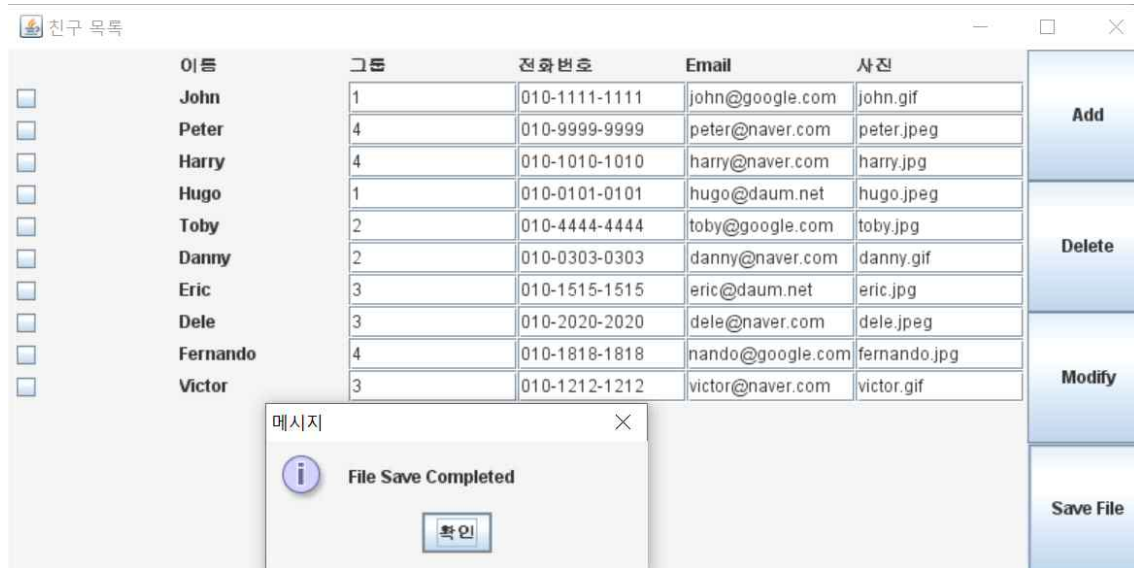 친구 목록
이름 그룹 전화번호 Email 사진
John 1 010-1111-1111 john@google.com john.gif
Add
Peter 4 010-9999-9999 peter@naver.com peter.jpeg
Harry 4 010-1010-1010 harry@naver.com harry.jpg
Hugo 1 010-0101-0101 hugo@daum.net hugo.jpeg
Toby 2 010-4444-4444 toby@google.com toby.jpg
Delete
Danny 2 010-0303-0303 danny@naver.com danny.gif
Eric 3 010-1515-1515 eric@daum.net eric.jpg
Dele 3 010-2020-2020 dele@naver.com dele.jpeg
Fernando 4 010-1818-1818 nando@google.com fernando.jpg
Modify
Victor 3 010-1212-1212 victor@naver.com victor.gif
메시지
File Save Completed
Save File
확인